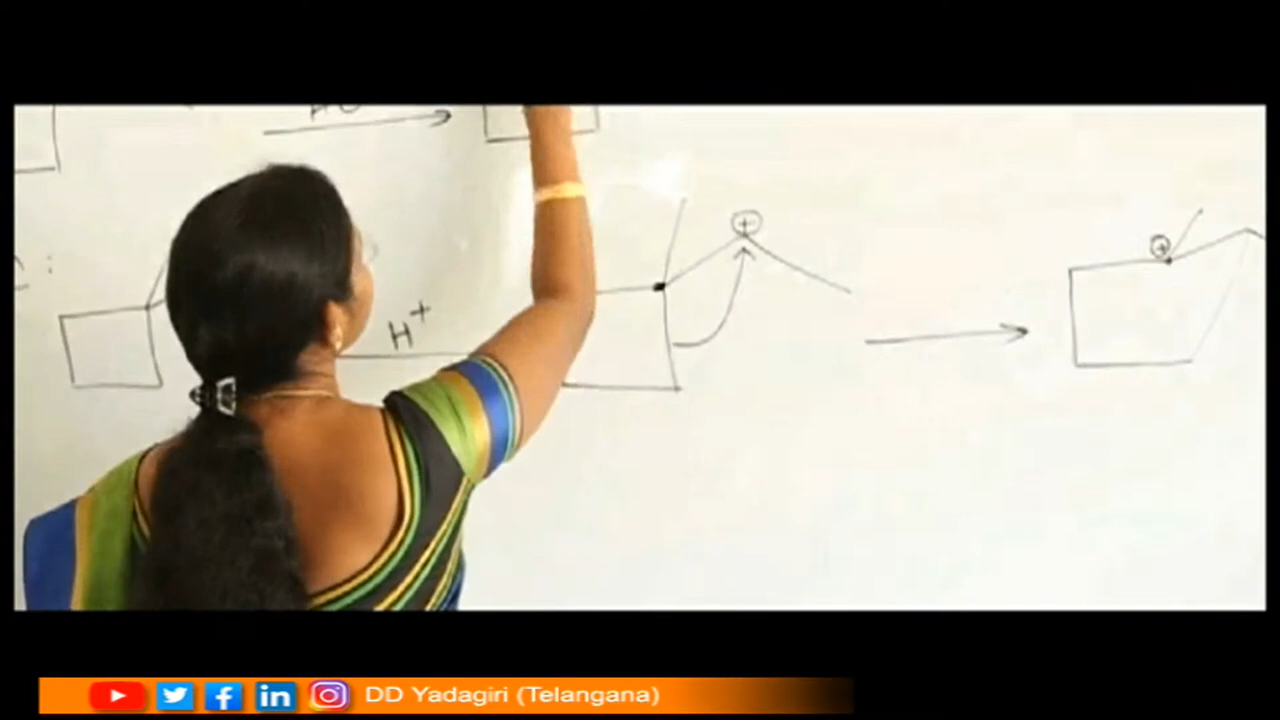 H⁺
⊕
⊕
DD Yadagiri (Telangana)